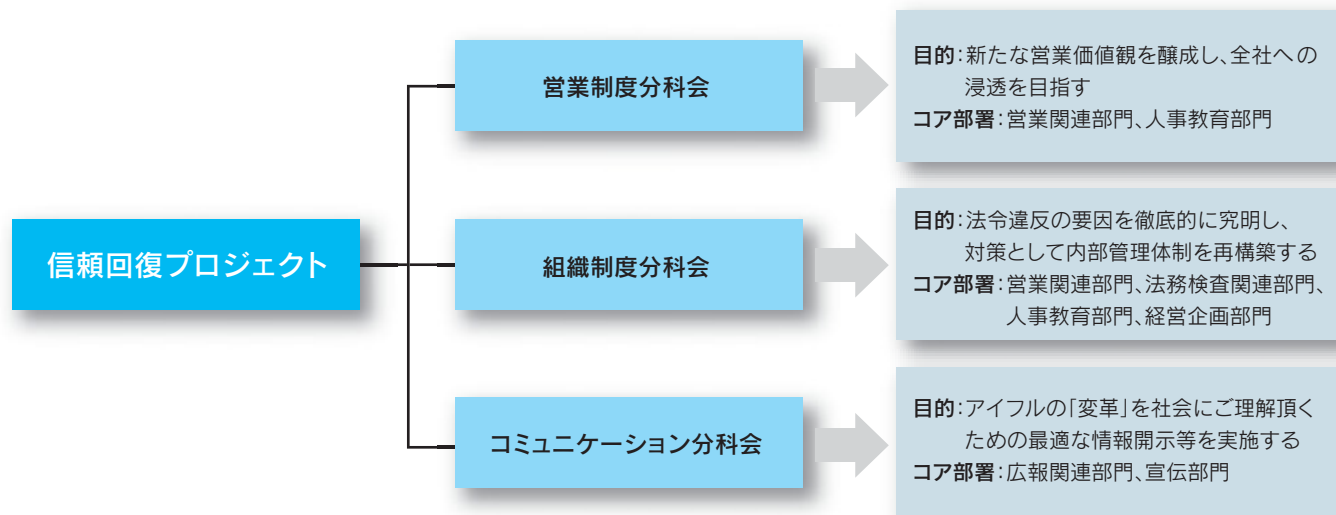 信頼回復プロジェクト
営業制度分科会
目的:新たな営業価値観を醸成し、全社への
浸透を目指す
コア部署:営業関連部門、人事教育部門
組織制度分科会
目的:法令違反の要因を徹底的に究明し、
対策として内部管理体制を再構築する
コア部署:営業関連部門、法務検査関連部門、
人事教育部門、経営企画部門
コミュニケーション分科会
目的:アイフルの「変革」を社会にご理解頂く
ための最適な情報開示等を実施する
コア部署:広報関連部門、宣伝部門